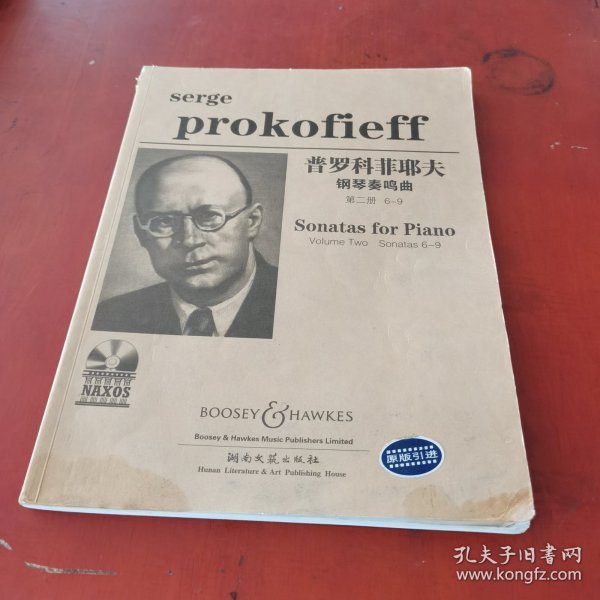 serge
prokofieff
普罗科菲耶夫
钢琴奏鸣曲
第二册 6-9
Sonatas for Piano
Volume Two Sonatas 6-9
NAXOS
BOOSEY & HAWKES
Boosey & Hawkes Music Publishers Limited
湖南文艺出版社
Hunan Literature & Art Publishing House
原版引进
孔夫子旧书网
www.kongfz.com